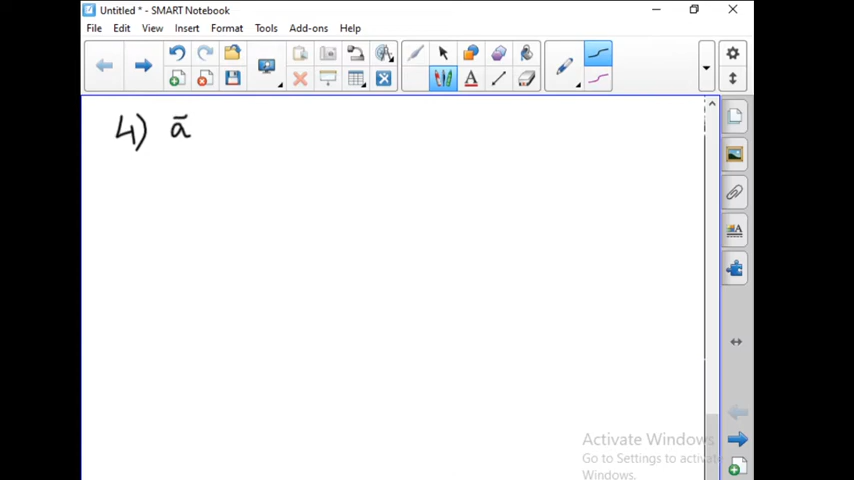 Untitled * - SMART Notebook
File Edit View Insert Format Tools Add-ons Help
4) ā
Activate Windows
Go to Settings to activate
Windows.